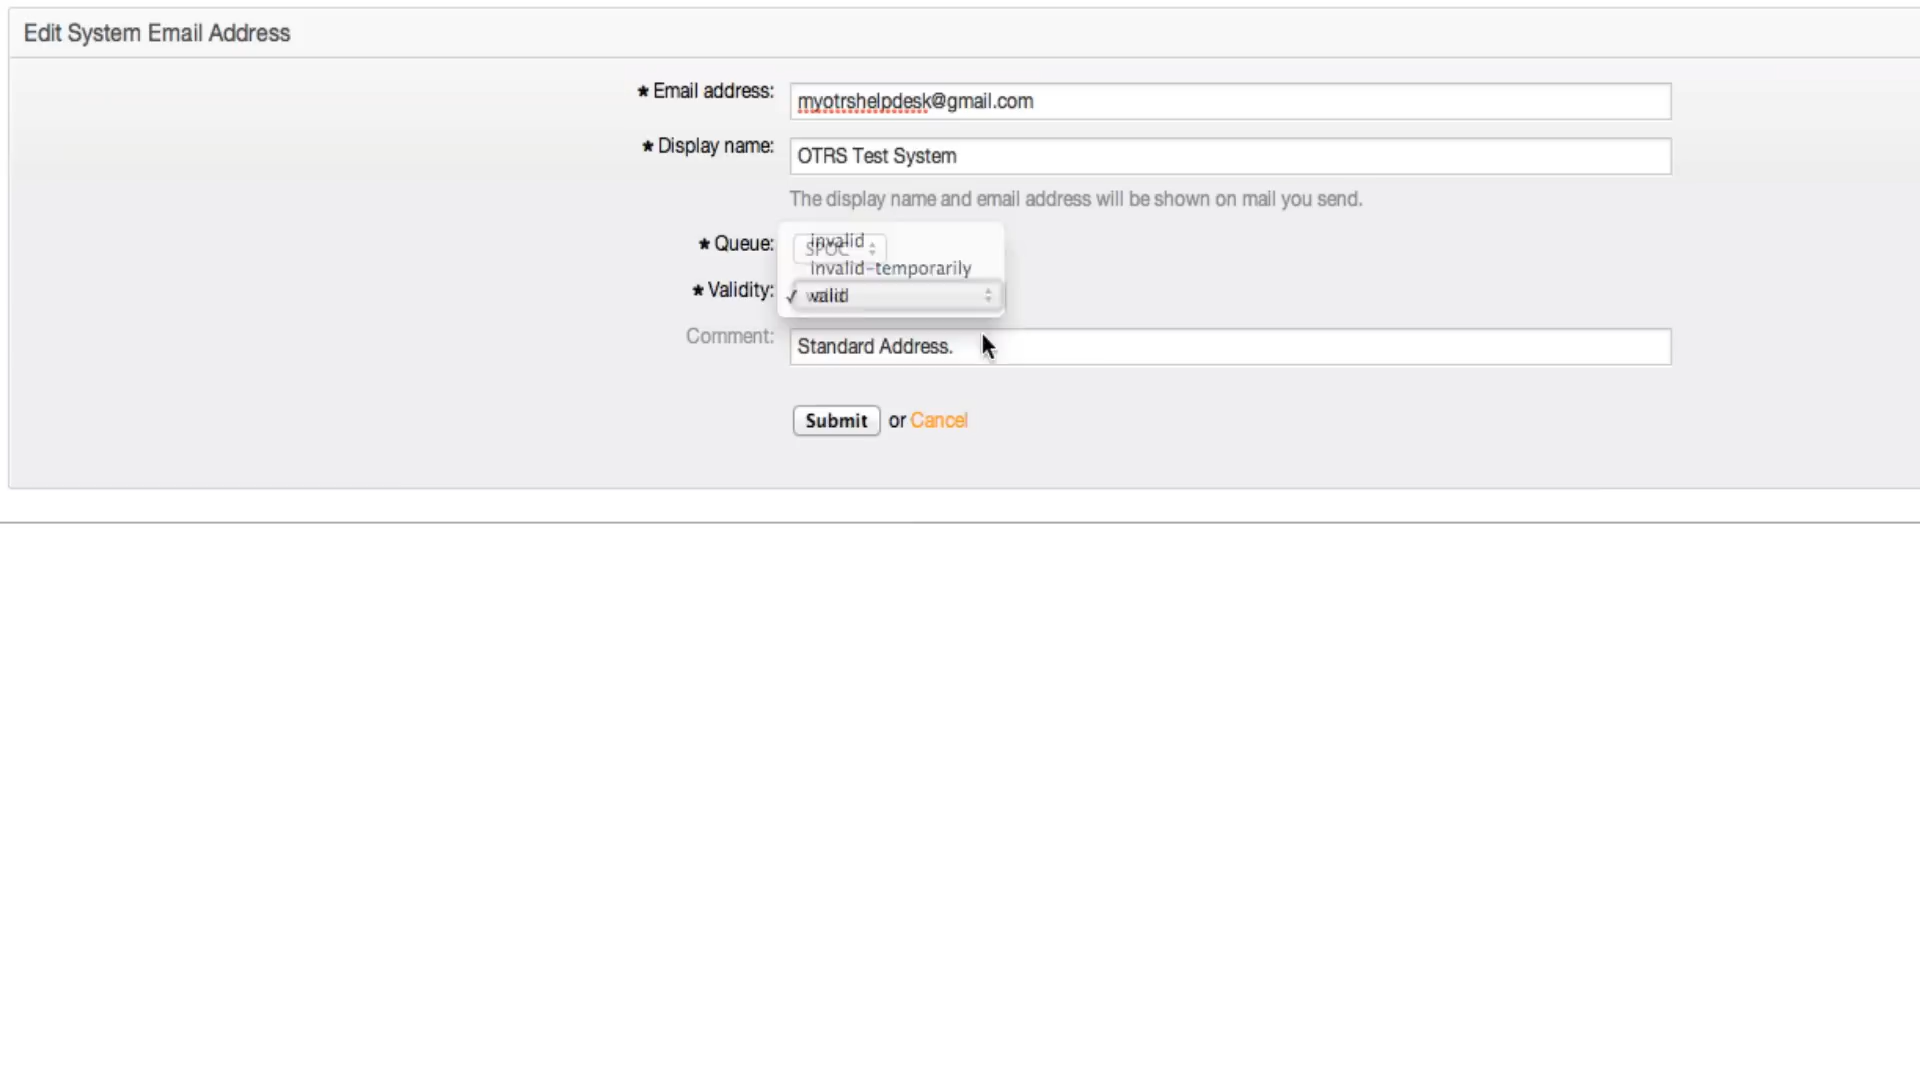 Edit System Email Address
* Email address: myotrshelpdesk@gmail.com
* Display name: OTRS Test System
The display name and email address will be shown on mail you send.
* Queue: SPOC
invalid
invalid-temporarily
* Validity: ✓ valid
Comment: Standard Address.
Submit or Cancel